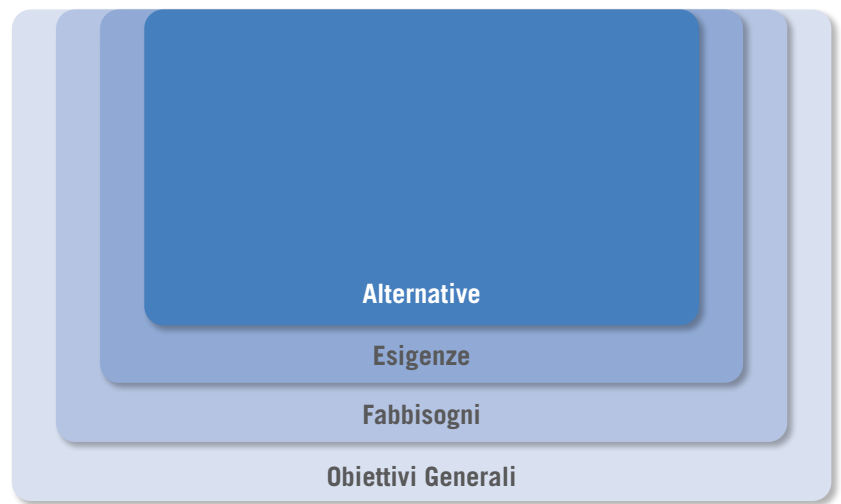 Alternative
Esigenze
Fabbisogni
Obiettivi Generali